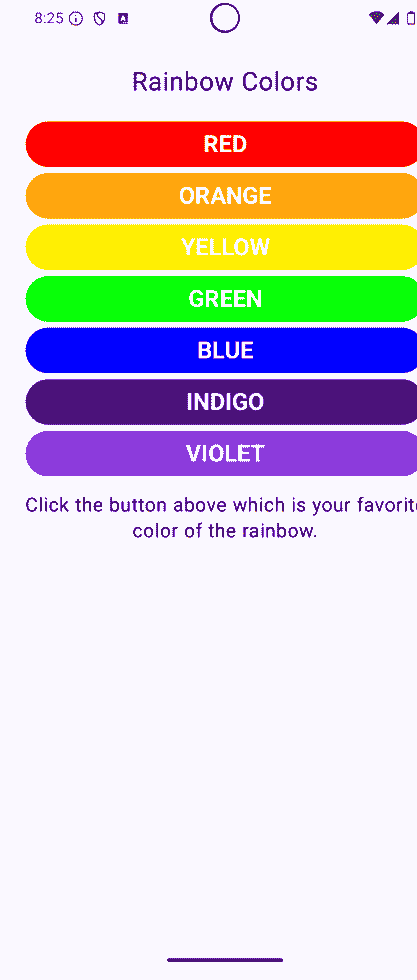 8:25
Rainbow Colors
RED
ORANGE
YELLOW
GREEN
BLUE
INDIGO
VIOLET
Click the button above which is your favorite
color of the rainbow.